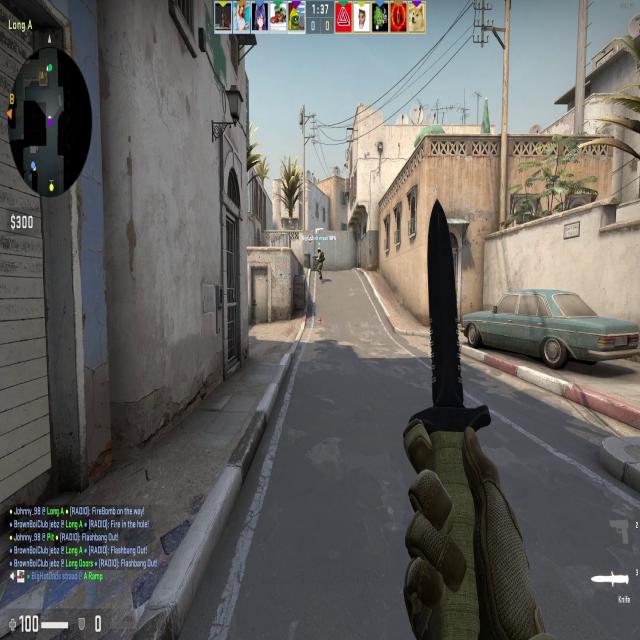 Long A
1:37
0 0
B
$300
Johnny_98 @ Long A ● (RADIO): FireBomb on the way!
BrownBoiClub jebz @ Long A ● (RADIO): Fire in the hole!
Johnny_98 @ Pit ● (RADIO): Flashbang Out!
BrownBoiClub jebz @ Long A ● (RADIO): Flashbang Out!
BrownBoiClub jebz @ Long Doors ● (RADIO): Flashbang Out!
@ A Ramp
Knife
100
0